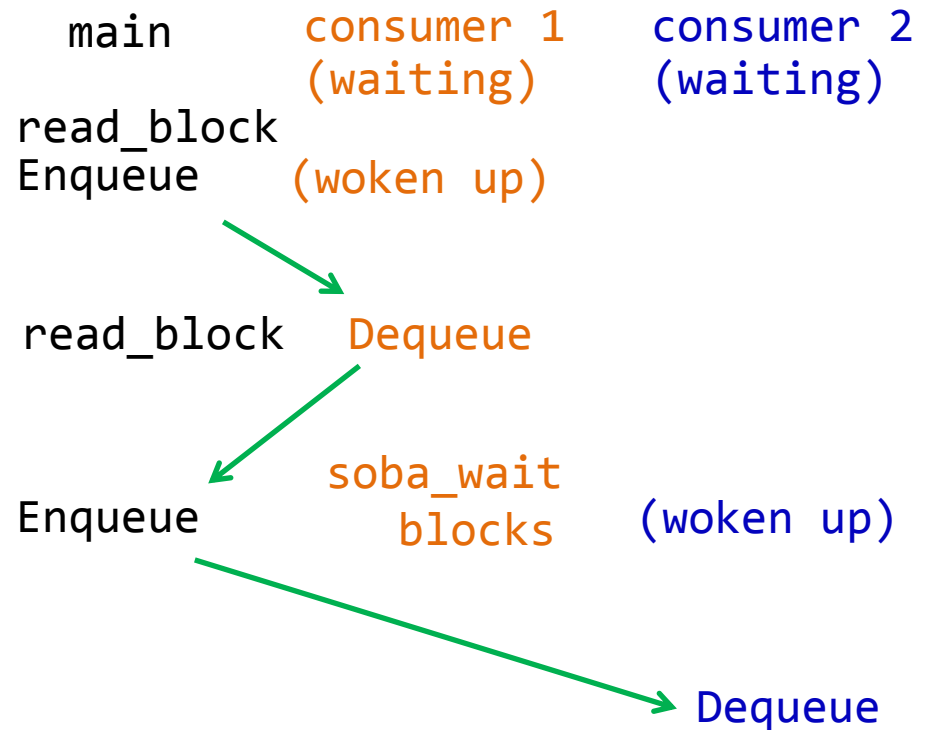 main consumer 1 consumer 2
(waiting) (waiting)
read_block
Enqueue (woken up)
read_block Dequeue
soba_wait
Enqueue blocks (woken up)
Dequeue